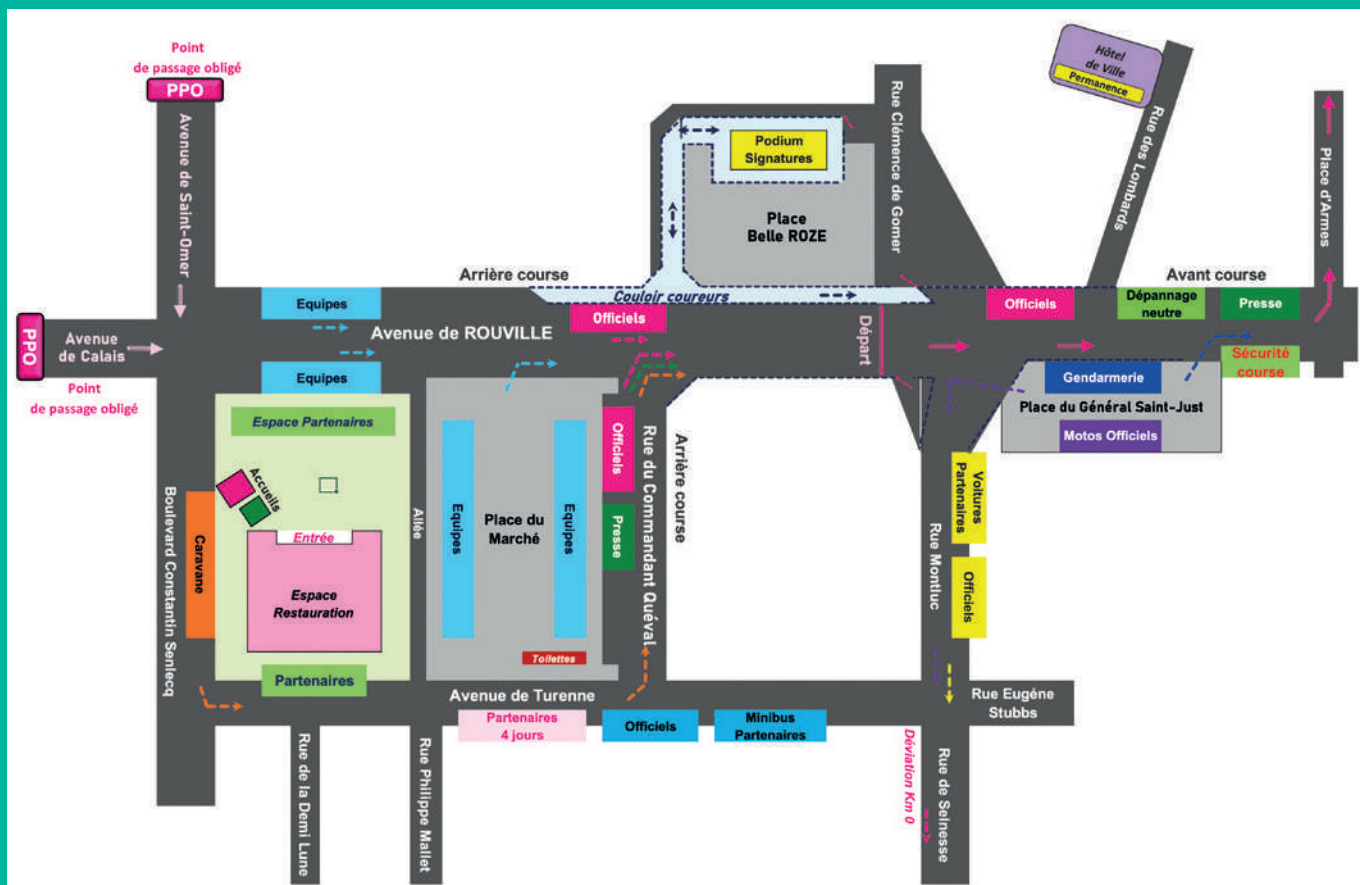 Point
de passage obligé
PPO
Avenue de Saint-Omer
PPO
Avenue
de Calais
Point
de passage obligé
Hôtel
de Ville
Permanence
Rue des Lombards
Place d'Armes
Rue Clémence de Gomer
Podium
Signatures
Place
Belle ROZE
Arrière course
Couloir coureurs
Avant course
Equipes
Avenue de ROUVILLE
Officiels
Départ
Officiels
Dépannage
neutre
Presse
Sécurité
course
Equipes
Gendarmerie
Place du Général Saint-Just
Motos Officiels
Espace Partenaires
Accueils
Entrée
Espace
Restauration
Partenaires
Boulevard Constantin Senlecq
Caravane
Allée
Equipes
Place du
Marché
Equipes
Toilettes
Officiels
Presse
Rue du Commandant Quéval
Arrière course
Rue Montluc
Voitures
Partenaires
Officiels
Avenue de Turenne
Rue Eugéne
Stubbs
Partenaires
4 jours
Officiels
Minibus
Partenaires
Rue de la Demi Lune
Rue Philippe Mallet
Déviation Km 0
Rue de Selnesse